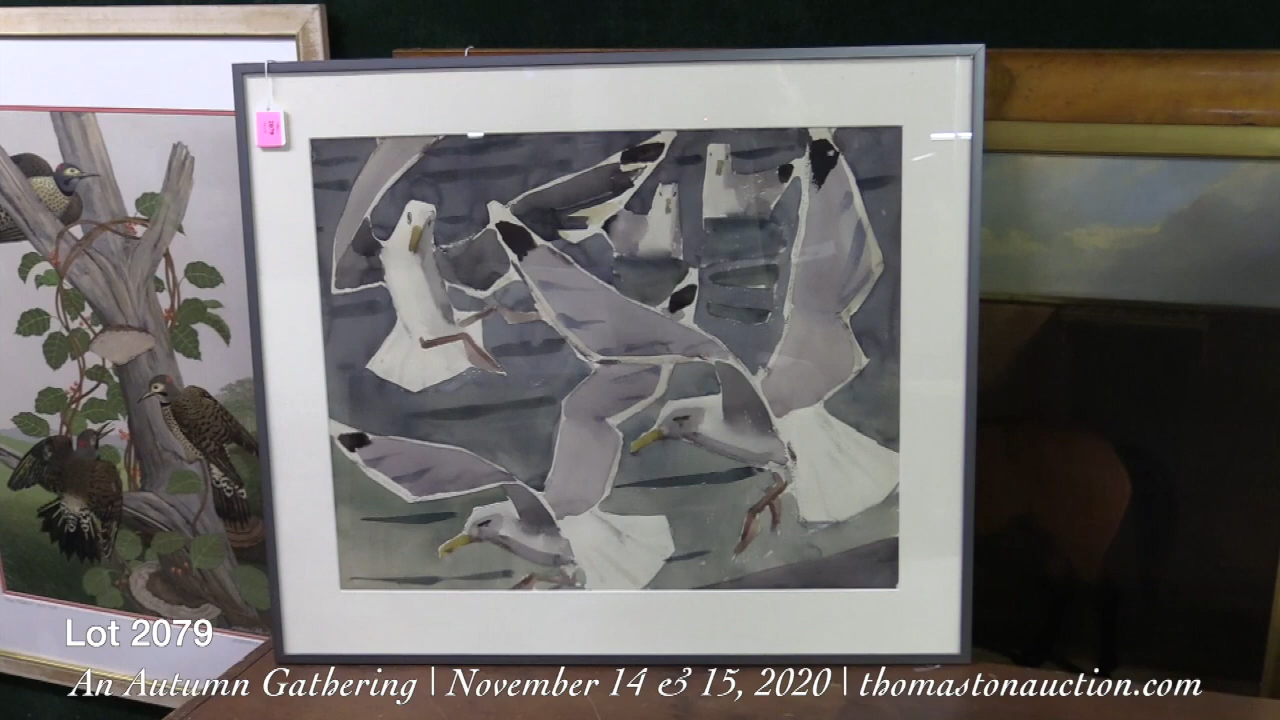 Lot 2079
An Autumn Gathering | November 14 & 15, 2020 | thomastonauction.com